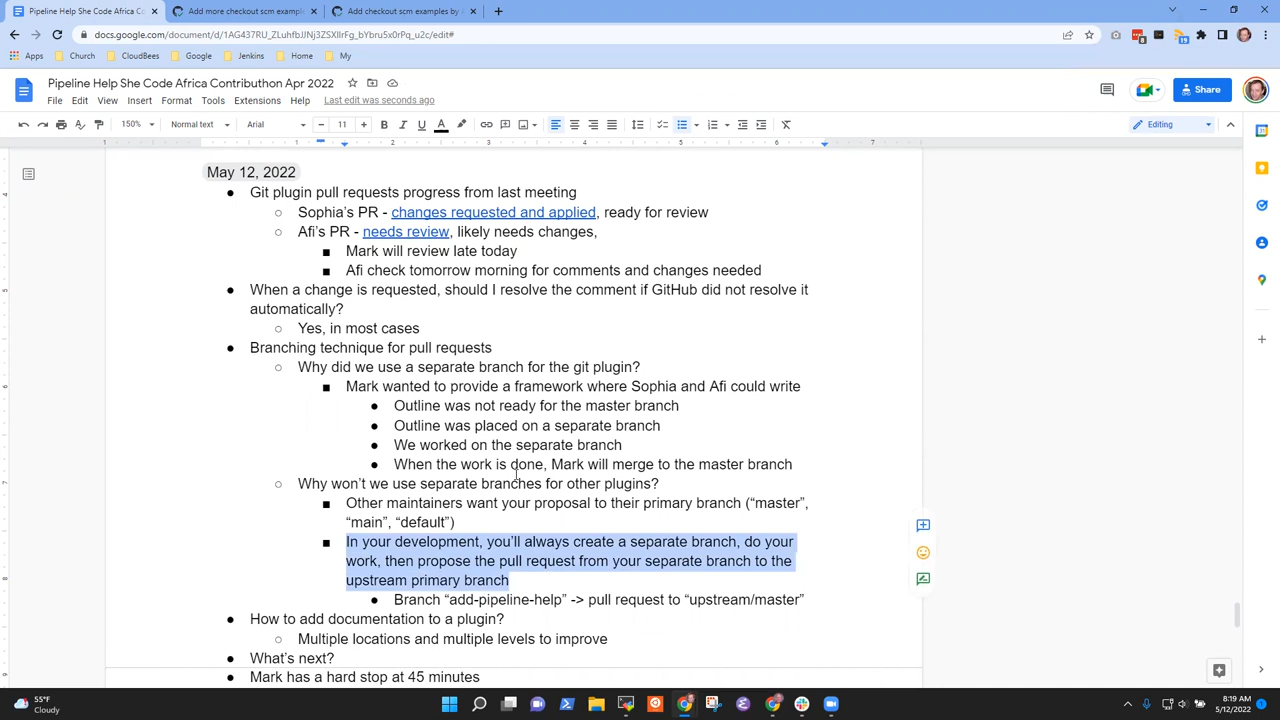 Pipeline Help She Code Africa C
Add more checkout scm exampl
Add checkout scm examples by A
docs.google.com/document/d/1AG437RU_ZLuhfbJJNj3ZSXIIrFg_bYbru5x0rPq_u2c/edit#
Apps
Church
CloudBees
Google
Jenkins
Home
My
Pipeline Help She Code Africa Contributhon Apr 2022
File Edit View Insert Format Tools Extensions Help Last edit was seconds ago
Share
150% Normal text Arial 11 Editing
1 1 2 3 4 5 6 7
May 12, 2022
● Git plugin pull requests progress from last meeting
○ Sophia's PR - changes requested and applied, ready for review
○ Afi's PR - needs review, likely needs changes,
■ Mark will review late today
■ Afi check tomorrow morning for comments and changes needed
● When a change is requested, should I resolve the comment if GitHub did not resolve it
automatically?
○ Yes, in most cases
● Branching technique for pull requests
○ Why did we use a separate branch for the git plugin?
■ Mark wanted to provide a framework where Sophia and Afi could write
● Outline was not ready for the master branch
● Outline was placed on a separate branch
● We worked on the separate branch
● When the work is done, Mark will merge to the master branch
○ Why won't we use separate branches for other plugins?
■ Other maintainers want your proposal to their primary branch ("master",
"main", "default")
■ In your development, you'll always create a separate branch, do your
work, then propose the pull request from your separate branch to the
upstream primary branch
● Branch "add-pipeline-help" -> pull request to "upstream/master"
● How to add documentation to a plugin?
○ Multiple locations and multiple levels to improve
● What's next?
● Mark has a hard stop at 45 minutes
55°F
Cloudy
8:19 AM
5/12/2022